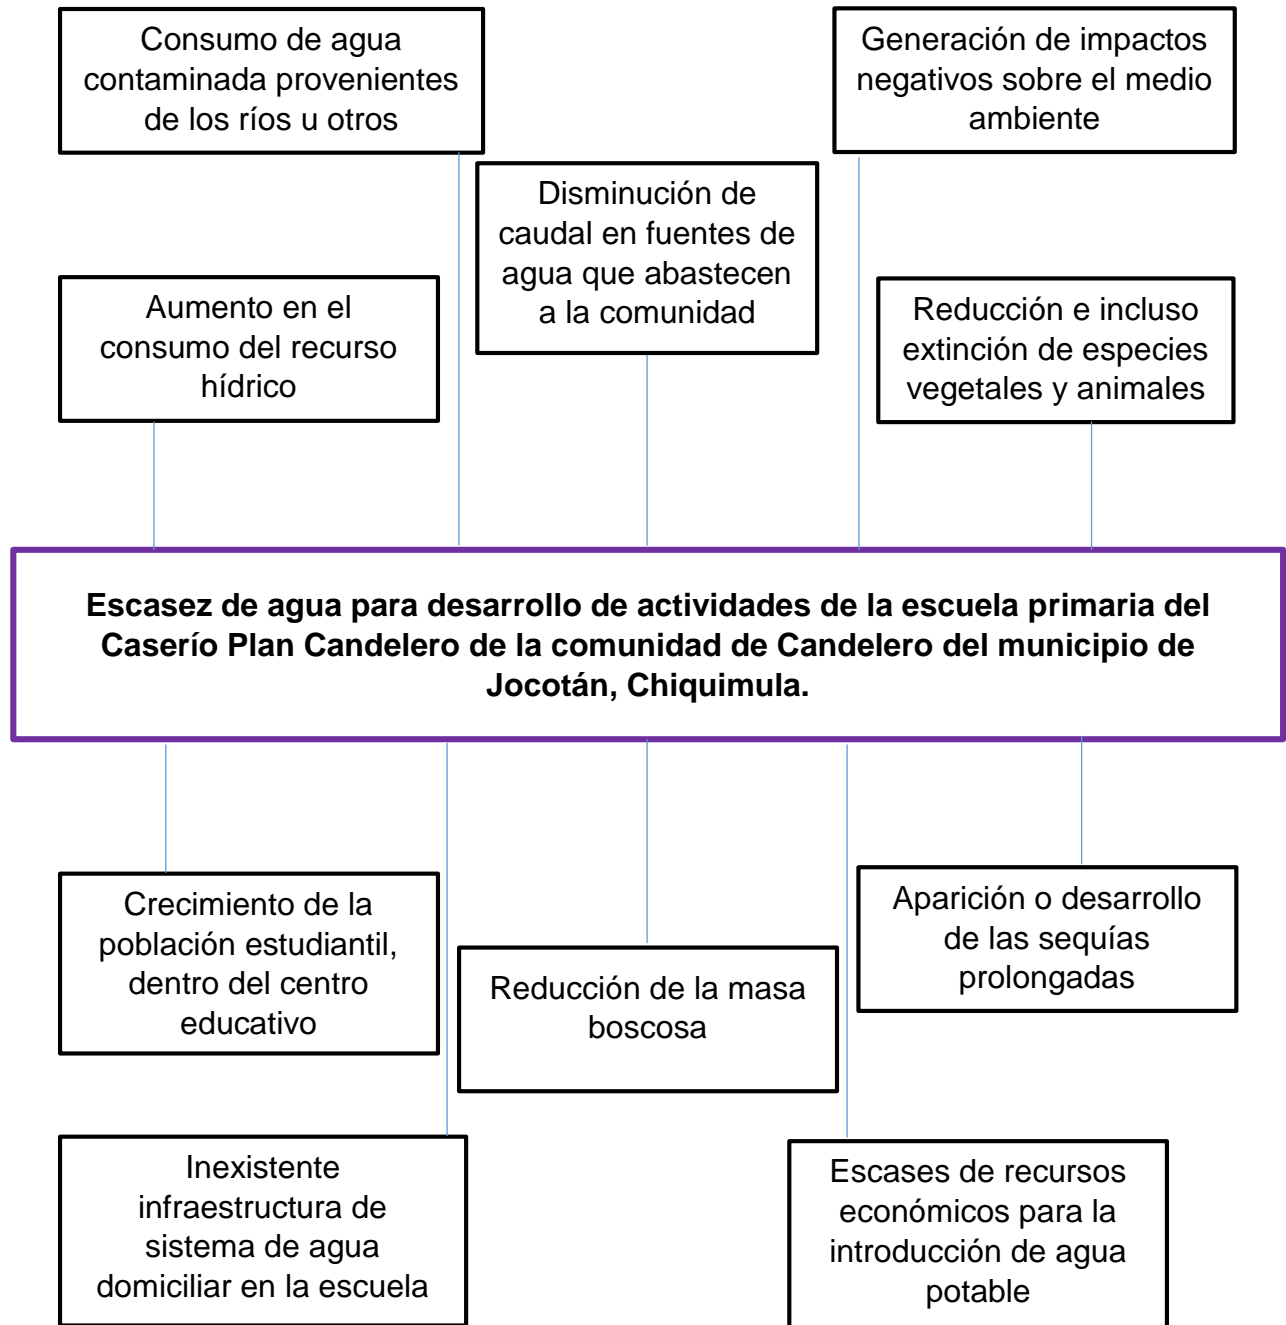 Consumo de agua
contaminada provenientes
de los ríos u otros
Generación de impactos
negativos sobre el medio
ambiente
Disminución de
caudal en fuentes de
agua que abastecen
a la comunidad
Aumento en el
consumo del recurso
hídrico
Reducción e incluso
extinción de especies
vegetales y animales
Escasez de agua para desarrollo de actividades de la escuela primaria del
Caserío Plan Candelero de la comunidad de Candelero del municipio de
Jocotán, Chiquimula.
Crecimiento de la
población estudiantil,
dentro del centro
educativo
Reducción de la masa
boscosa
Aparición o desarrollo
de las sequías
prolongadas
Inexistente
infraestructura de
sistema de agua
domiciliar en la escuela
Escases de recursos
económicos para la
introducción de agua
potable